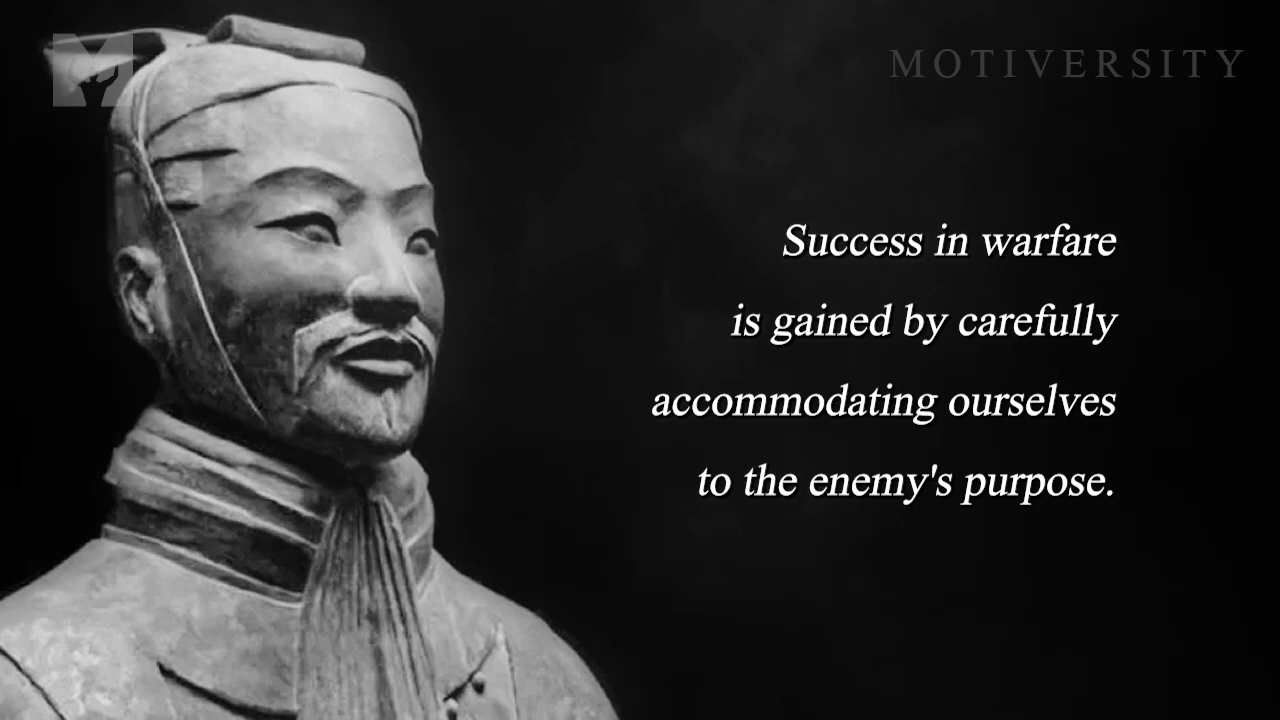 MOTIVERSITY
Success in warfare
is gained by carefully
accommodating ourselves
to the enemy's purpose.